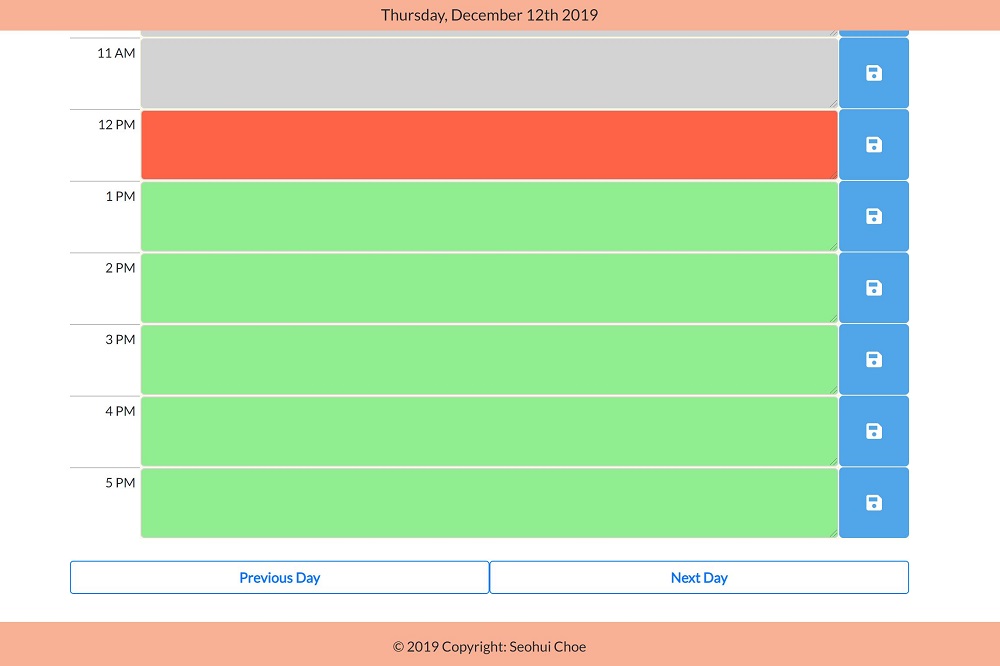 Thursday, December 12th 2019
11 AM
12 PM
1 PM
2 PM
3 PM
4 PM
5 PM
Previous Day
Next Day
© 2019 Copyright: Seohui Choe